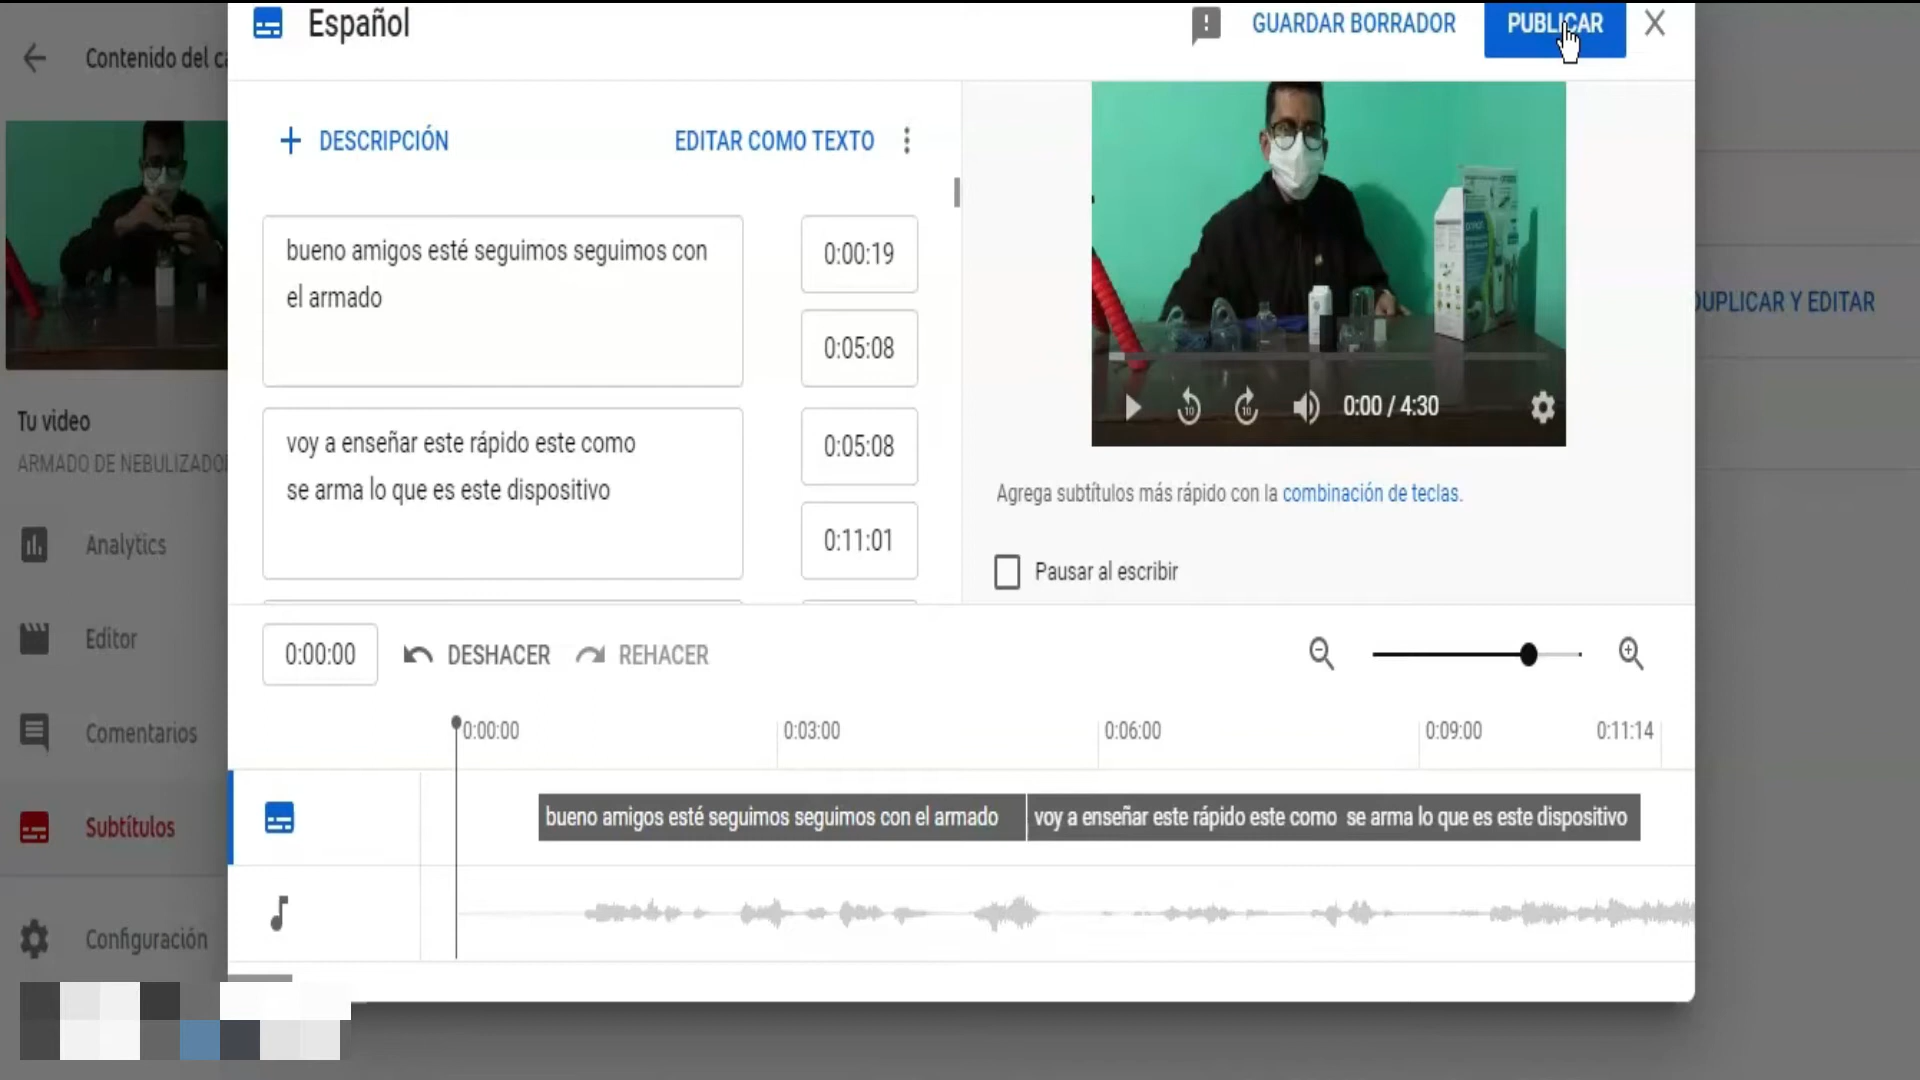 Español
GUARDAR BORRADOR
PUBLICAR
Contenido del ca
DESCRIPCIÓN
EDITAR COMO TEXTO
bueno amigos esté seguimos seguimos con
el armado
0:00:19
0:05:08
voy a enseñar este rápido este como
se arma lo que es este dispositivo
0:05:08
0:11:01
10
10
0:00 / 4:30
Agrega subtítulos más rápido con la combinación de teclas.
Pausar al escribir
DUPLICAR Y EDITAR
Tu video
ARMADO DE NEBULIZADOR
Analytics
Editor
Comentarios
Subtítulos
Configuración
0:00:00
DESHACER
REHACER
0:00:00
0:03:00
0:06:00
0:09:00
0:11:14
bueno amigos esté seguimos seguimos con el armado
voy a enseñar este rápido este como se arma lo que es este dispositivo